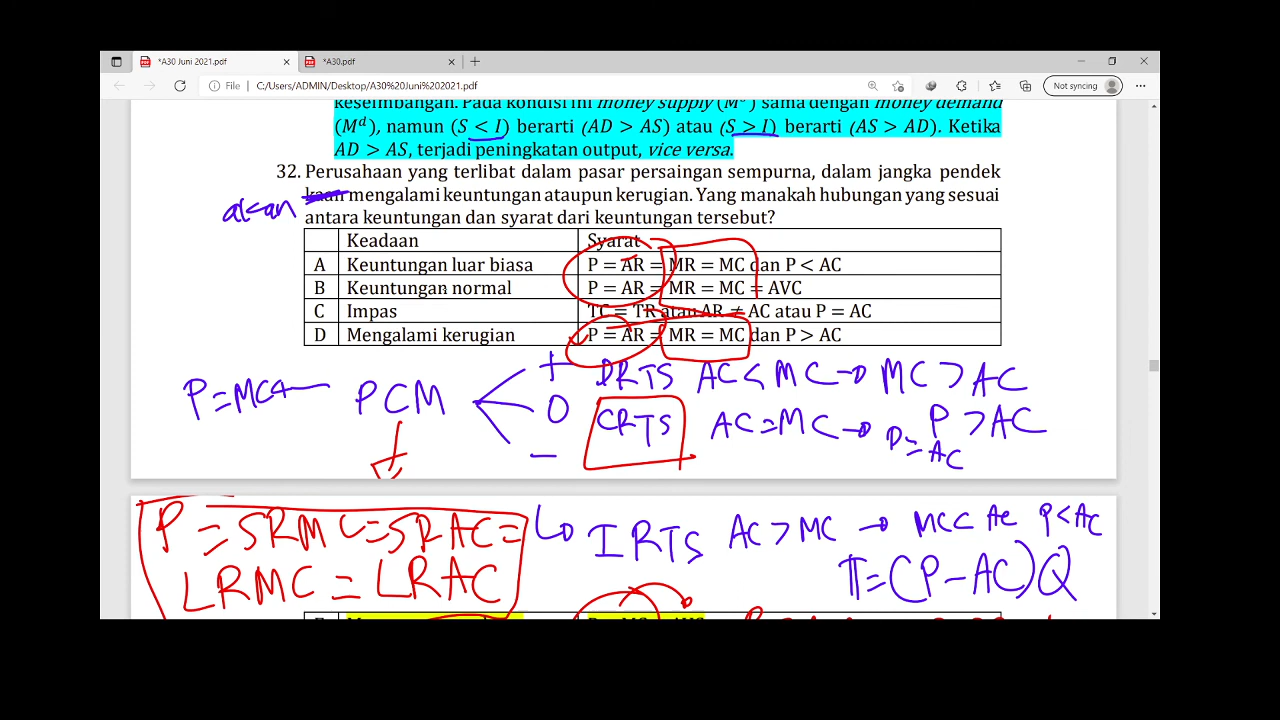 *A30 Juni 2021.pdf
*A30.pdf
File
C:/Users/ADMIN/Desktop/A30%20Juni%202021.pdf
Not syncing
keseimbangan. Pada kondisi ini money supply (Mˢ) sama dengan money demand
(Mᵈ), namun (S < I) berarti (AD > AS) atau (S > I) berarti (AS > AD). Ketika
AD > AS, terjadi peningkatan output, vice versa.
32. Perusahaan yang terlibat dalam pasar persaingan sempurna, dalam jangka pendek
kaan mengalami keuntungan ataupun kerugian. Yang manakah hubungan yang sesuai
akan
antara keuntungan dan syarat dari keuntungan tersebut?
Keadaan Syarat
A Keuntungan luar biasa P = AR = MR = MC dan P < AC
B Keuntungan normal P = AR = MR = MC = AVC
C Impas TC = TR atau AR ≠ AC atau P = AC
D Mengalami kerugian P = AR = MR = MC dan P > AC
+ DRTS AC < MC → MC > AC
P = MC ← PCM
0 CRTS AC = MC → P > AC
P = AC
−
P = SRMC = SRAC =
LRMC = LRAC
↳ IRTS AC > MC → MC < AC P < AC
π = (P − AC) Q